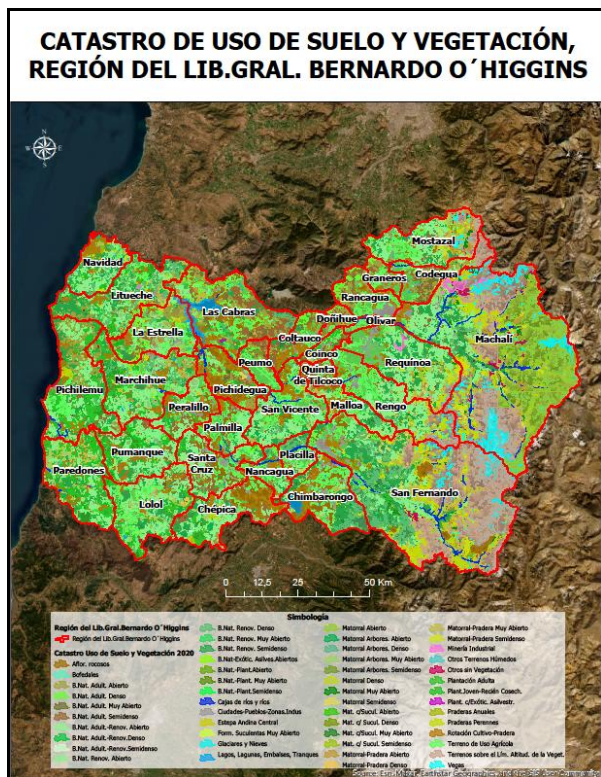 CATASTRO DE USO DE SUELO Y VEGETACIÓN,
REGIÓN DEL LIB.GRAL. BERNARDO O´HIGGINS
N
W E
S
Mostazal
Navidad
Codegua
Graneros
Litueche
Rancagua
Las Cabras
Doñihue
Olivar
La Estrella
Machalí
Coltauco
Coinco
Peumo
Requinoa
Quinta
de Tilcoco
Marchihue
Pichilemu
Pichidegua
Peralillo
San Vicente
Malloa
Rengo
Palmilla
Pumanque
Placilla
Santa
Cruz
Paredones
Nancagua
San Fernando
Chimbarongo
Lolol
Chépica
0 12,5 25 50 Km
Simbología
Región del Lib.Gral.Bernardo O´Higgins
Región del Lib.Gral.Bernardo O´Higgins
Catastro Uso de Suelo y Vegetación 2020
Aflor. rocosos
Bofedales
B.Nat. Adult. Abierto
B.Nat. Adult. Denso
B.Nat. Adult. Muy Abierto
B.Nat. Adult. Semidenso
B.Nat. Adult.-Renov. Abierto
B.Nat. Adult.-Renov.Denso
B.Nat. Adult.-Renov.Semidenso
B.Nat. Renov. Abierto
B.Nat. Renov. Denso
B.Nat. Renov. Muy Abierto
B.Nat. Renov. Semidenso
B.Nat-Exótic. Asilves.Abiertos
B.Nat-Plant.Abierto
B.Nat-Plant. Muy Abierto
B.Nat-Plant.Semidenso
Cajas de ríos y ríos
Ciudades-Pueblos-Zonas.Indus
Estepa Andina Central
Form. Suculentas Muy Abierto
Glaciares y Nieves
Lagos, Lagunas, Embalses, Tranques
Matorral Abierto
Matorral Arbores. Abierto
Matorral Arbores. Denso
Matorral Arbores. Muy Abierto
Matorral Arbores. Semidenso
Matorral Denso
Matorral Muy Abierto
Matorral Semidenso
Mat. c/ Sucul. Abierto
Mat. c/ Sucul. Denso
Mat. c/Sucul. Muy Abierto
Mat. c/ Sucul. Semidenso
Matorral-Pradera Abierto
Matorral-Pradera Denso
Matorral-Pradera Muy Abierto
Matorral-Pradera Semidenso
Minería Industrial
Otros Terrenos Húmedos
Otros sin Vegetación
Plantación Adulta
Plant.Joven-Recién Cosech.
Plant. c/Exótic. Asilvestr.
Praderas Anuales
Praderas Perennes
Rotación Cultivo-Pradera
Terreno de Uso Agrícola
Terrenos sobre el Lím. Altitud. de la Veget.
Vegas
Source: Esri, Maxar, Earthstar Geographics, and the GIS User Community